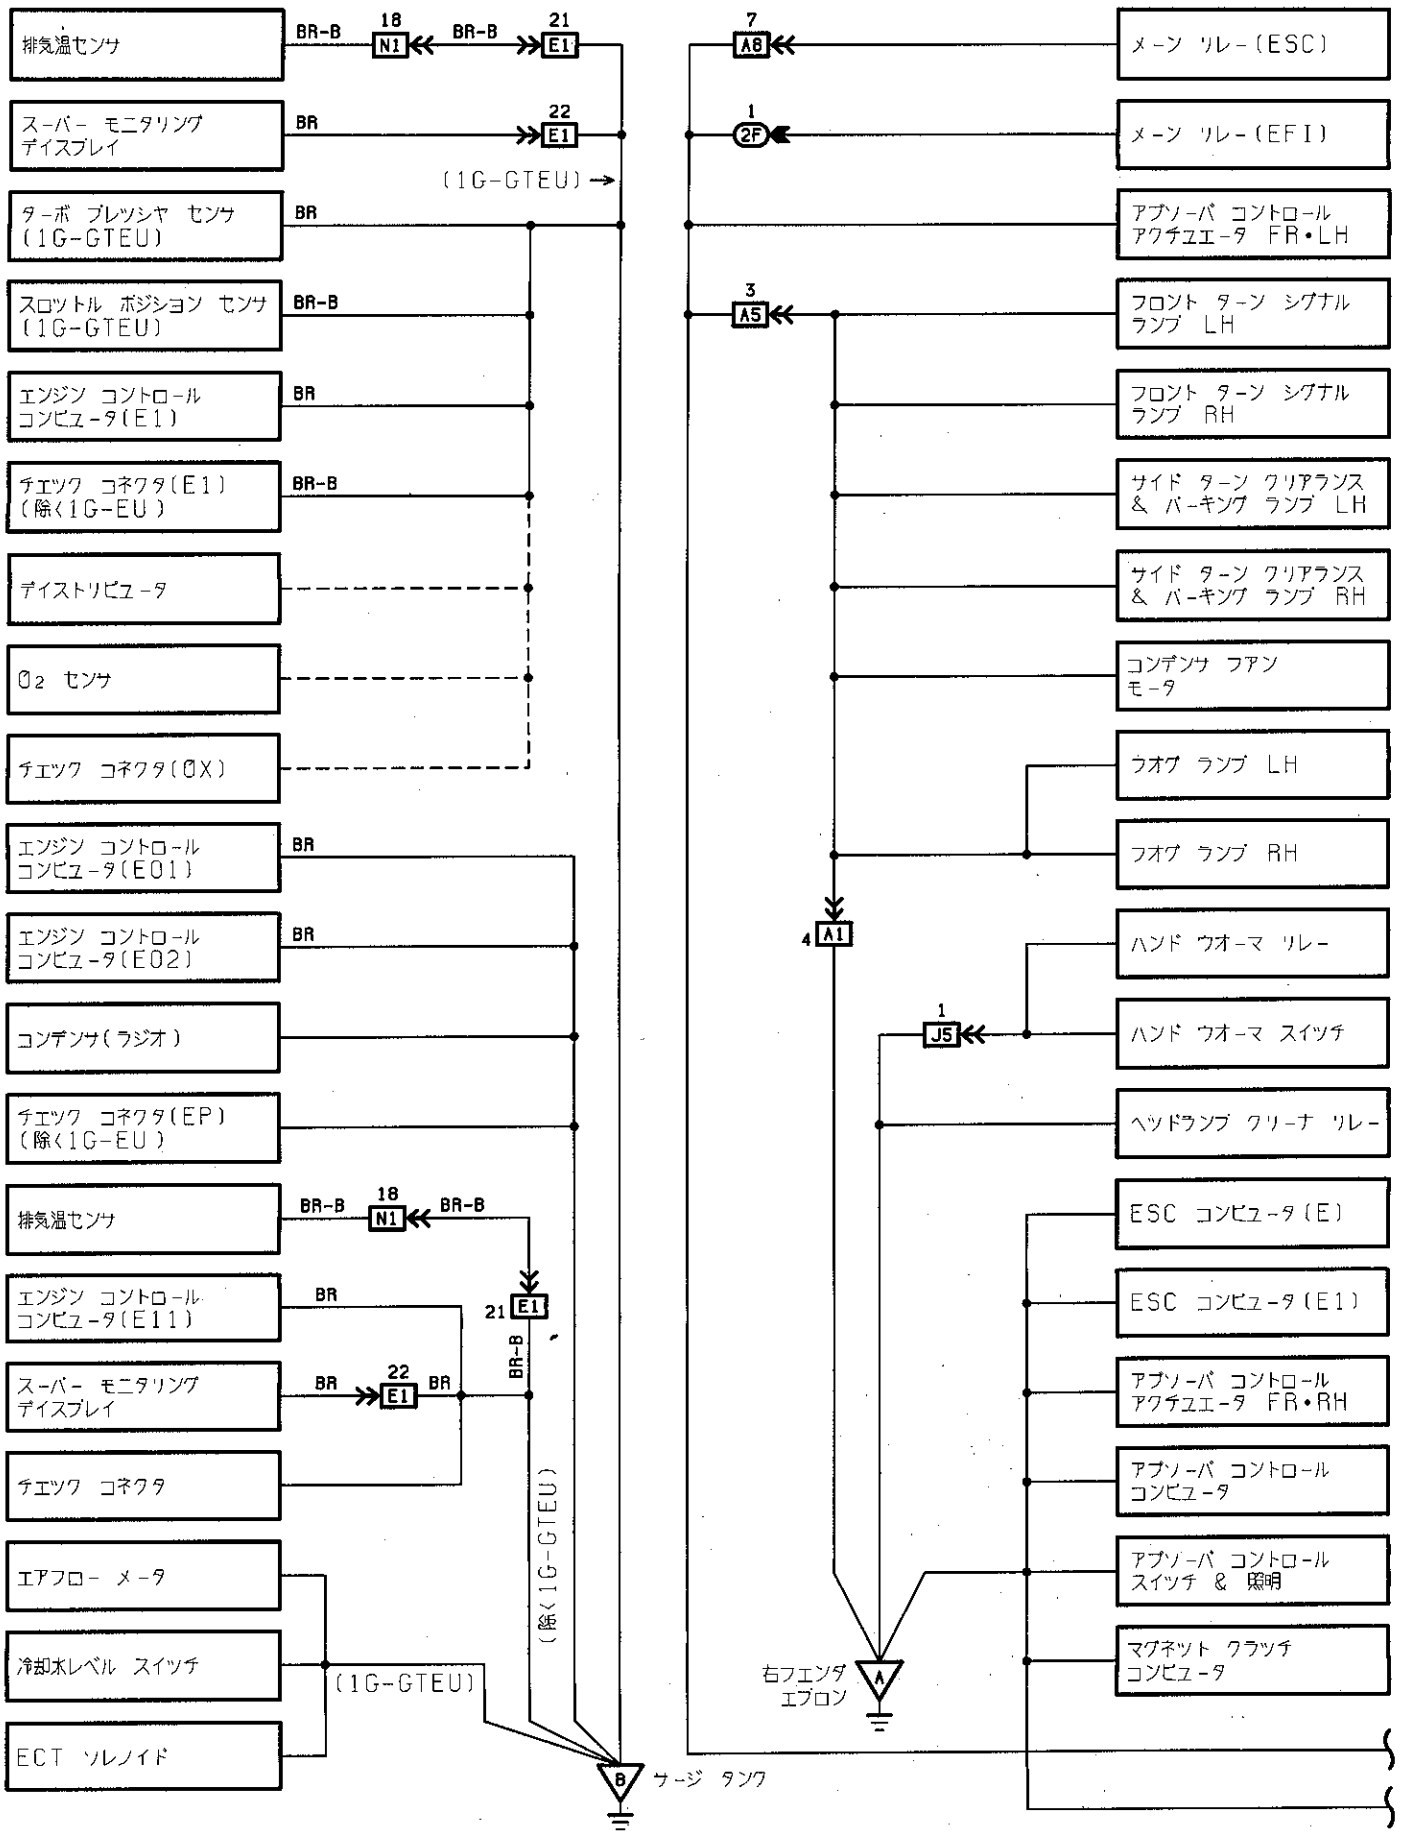 排気温センサ
BR-B
18
N1
BR-B
21
E1
スーパー モニタリング
デイスプレイ
BR
22
E1
(1G-GTEU)
ターボ プレツシヤ センサ
(1G-GTEU)
BR
スロツトル ポジション センサ
(1G-GTEU)
BR-B
エンジン コントロール
コンピュータ(E1)
BR
チエツク コネクタ(E1)
(除く1G-EU)
BR-B
デイストリビュータ
O2 センサ
チエツク コネクタ(OX)
エンジン コントロール
コンピュータ(E01)
BR
エンジン コントロール
コンピュータ(E02)
BR
コンデンサ(ラジオ)
チエツク コネクタ(EP)
(除く1G-EU)
排気温センサ
BR-B
18
N1
BR-B
21
E1
BR-B
エンジン コントロール
コンピュータ(E11)
BR
スーパー モニタリング
デイスプレイ
BR
22
E1
BR
チエツク コネクタ
(除く1G-GTEU)
エアフロー メータ
冷却水レベル スイツチ
(1G-GTEU)
ECT ソレノイド
B
サージ タンク
7
A8
メーン リレー(ESC)
1
2F
メーン リレー(EFI)
アブソーバ コントロール
アクチュエータ FR・LH
3
A5
フロント ターン シグナル
ランプ LH
フロント ターン シグナル
ランプ RH
サイド ターン クリアランス
& パーキング ランプ LH
サイド ターン クリアランス
& パーキング ランプ RH
コンデンサ フアン
モータ
フオグ ランプ LH
フオグ ランプ RH
4
A1
ハンド ウオーマ リレー
1
J5
ハンド ウオーマ スイツチ
ヘツドランプ クリーナ リレー
ESC コンピュータ(E)
ESC コンピュータ(E1)
アブソーバ コントロール
アクチュエータ FR・RH
アブソーバ コントロール
コンピュータ
アブソーバ コントロール
スイツチ & 照明
マグネツト クラツチ
コンピュータ
右フエンダ
エプロン
A